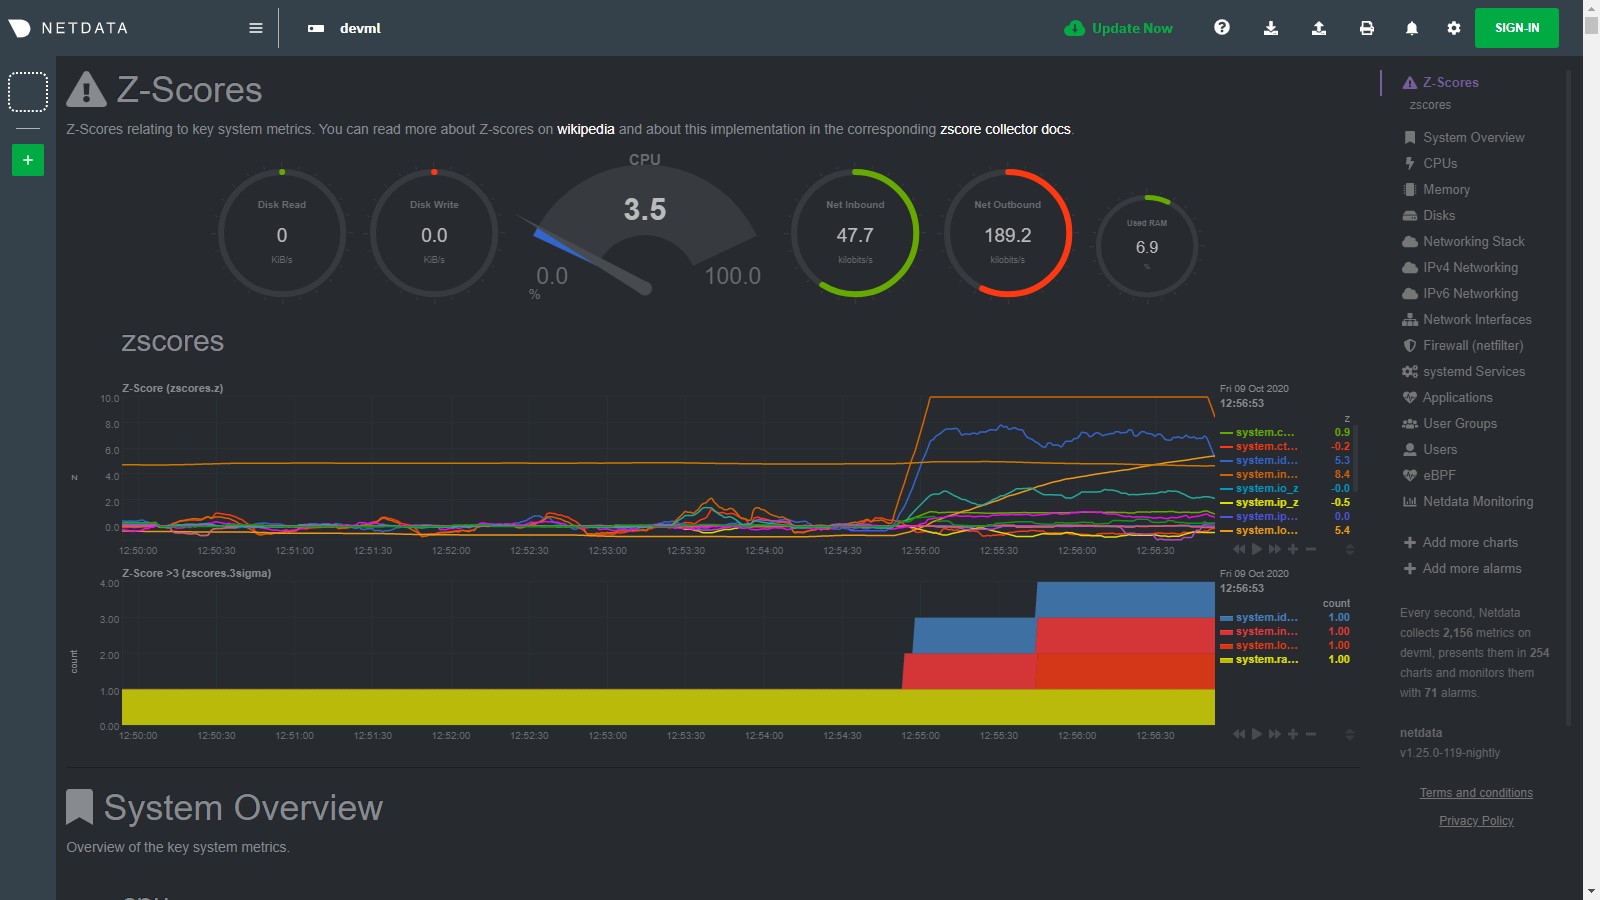 NETDATA
devml
Update Now
SIGN-IN
Z-Scores
Z-Scores relating to key system metrics. You can read more about Z-scores on wikipedia and about this implementation in the corresponding zscore collector docs.
Disk Read
0
KiB/s
Disk Write
0.0
KiB/s
CPU
3.5
0.0
100.0
%
Net Inbound
47.7
kilobits/s
Net Outbound
189.2
kilobits/s
Used RAM
6.9
%
zscores
Z-Score (zscores.z)
10.0
8.0
6.0
4.0
2.0
0.0
z
12:50:00 12:50:30 12:51:00 12:51:30 12:52:00 12:52:30 12:53:00 12:53:30 12:54:00 12:54:30 12:55:00 12:55:30 12:56:00 12:56:30
Fri 09 Oct 2020
12:56:53
z
system.c... 0.9
system.ct... -0.2
system.id... 5.3
system.in... 8.4
system.io_z -0.0
system.ip_z -0.5
system.ip... 0.0
system.lo... 5.4
Z-Score >3 (zscores.3sigma)
4.00
3.00
2.00
1.00
0.00
count
12:50:00 12:50:30 12:51:00 12:51:30 12:52:00 12:52:30 12:53:00 12:53:30 12:54:00 12:54:30 12:55:00 12:55:30 12:56:00 12:56:30
Fri 09 Oct 2020
12:56:53
count
system.id... 1.00
system.in... 1.00
system.lo... 1.00
system.ra... 1.00
System Overview
Overview of the key system metrics.
Z-Scores
zscores
System Overview
CPUs
Memory
Disks
Networking Stack
IPv4 Networking
IPv6 Networking
Network Interfaces
Firewall (netfilter)
systemd Services
Applications
User Groups
Users
eBPF
Netdata Monitoring
Add more charts
Add more alarms
Every second, Netdata
collects 2,156 metrics on
devml, presents them in 254
charts and monitors them
with 71 alarms.
netdata
v1.25.0-119-nightly
Terms and conditions
Privacy Policy